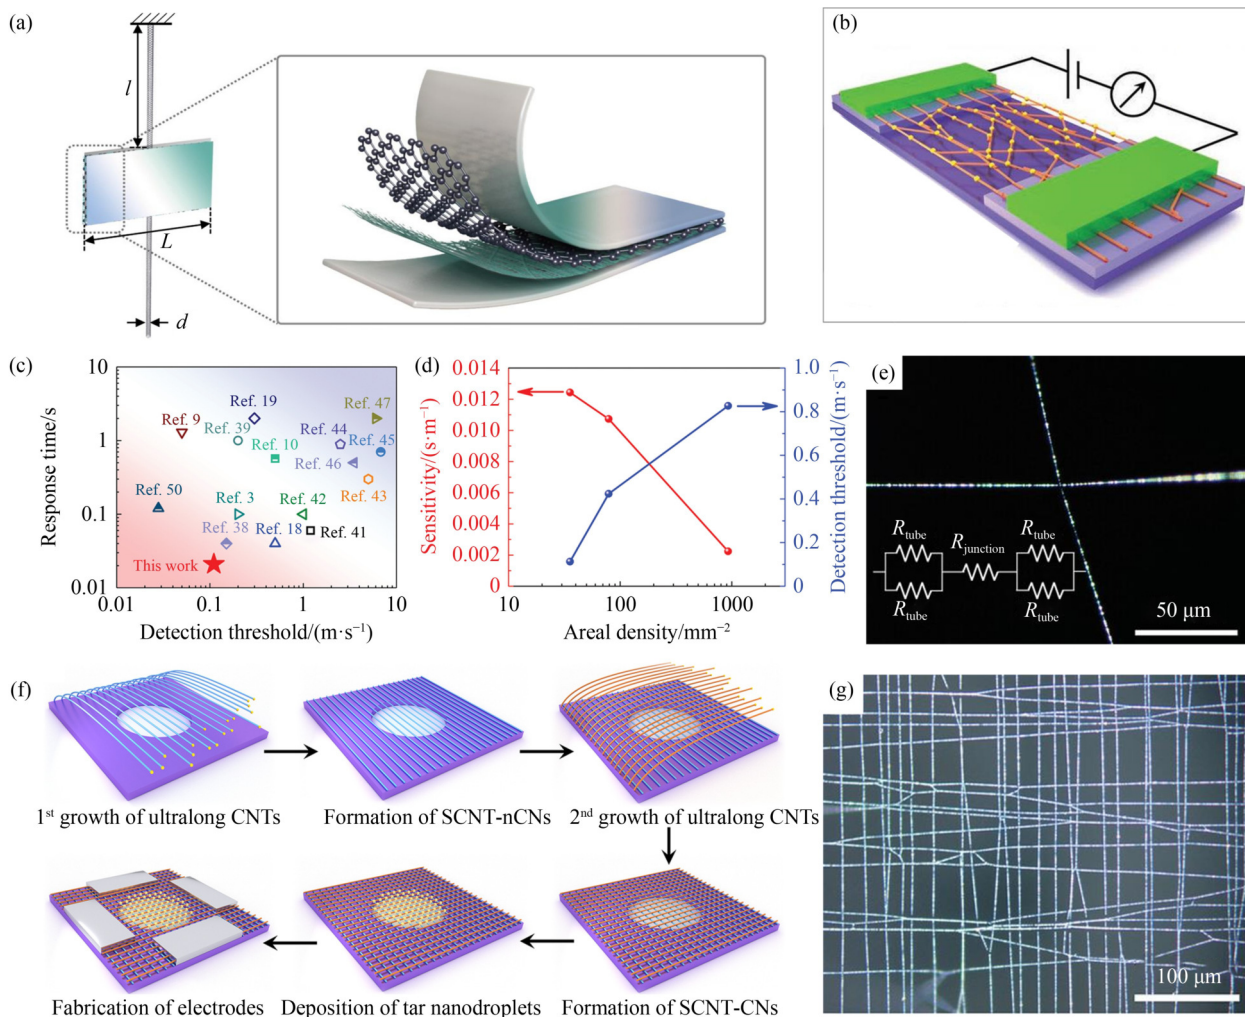 (a)
l
L
d
(b)
(c)
Response time/s
10
1
0.1
0.01
Ref. 9
Ref. 19
Ref. 39
Ref. 10
Ref. 44
Ref. 47
Ref. 45
Ref. 46
Ref. 43
Ref. 50
Ref. 3
Ref. 42
Ref. 38
Ref. 18
Ref. 41
This work
0.01 0.1 1 10
Detection threshold/(m·s⁻¹)
(d)
Sensitivity/(s·m⁻¹)
0.014
0.012
0.010
0.008
0.006
0.004
0.002
0
1.0
0.8
0.6
0.4
0.2
0
Detection threshold/(m·s⁻¹)
10 100 1000
Areal density/mm⁻²
(e)
Rtube
Rjunction
Rtube
Rtube
Rtube
50 μm
(f)
1st growth of ultralong CNTs
Formation of SCNT-nCNs
2nd growth of ultralong CNTs
Fabrication of electrodes
Deposition of tar nanodroplets
Formation of SCNT-CNs
(g)
100 μm